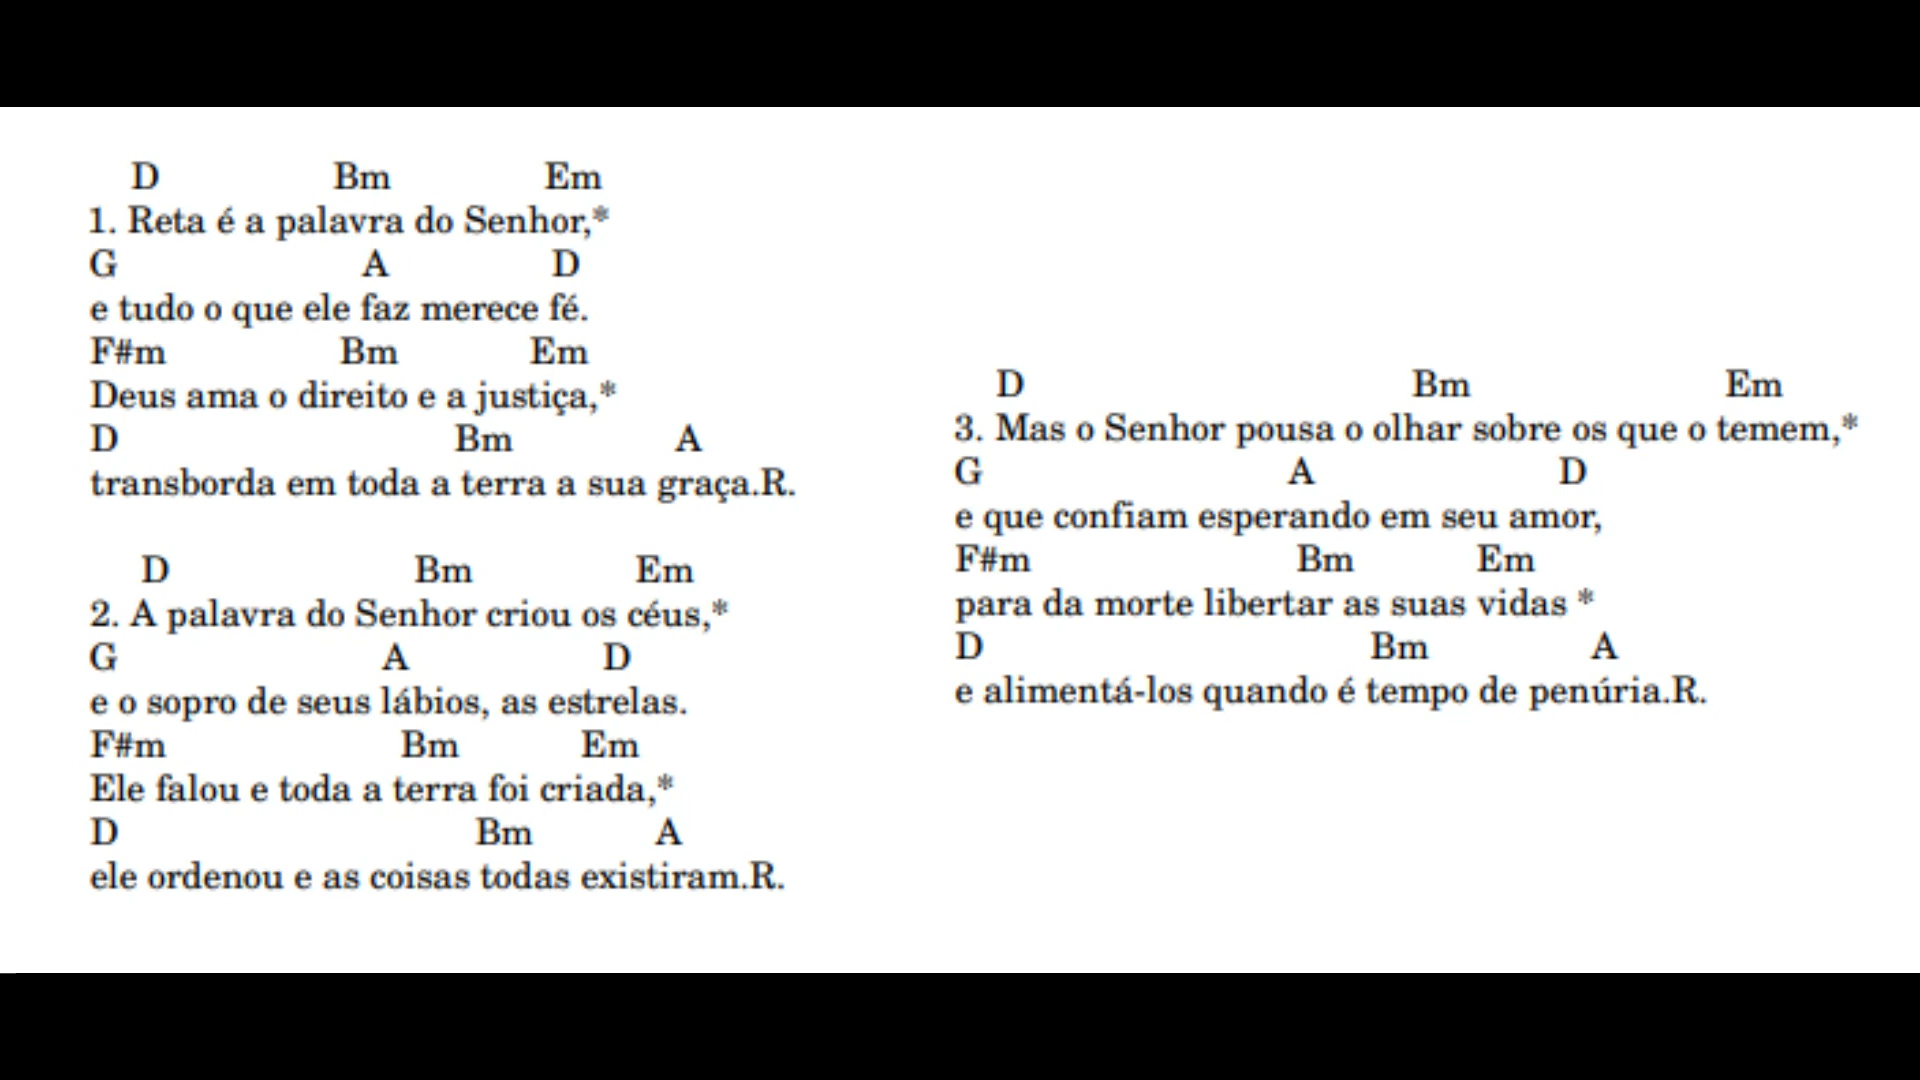 D Bm Em
1. Reta é a palavra do Senhor,*
G A D
e tudo o que ele faz merece fé.
F#m Bm Em
Deus ama o direito e a justiça,*
D Bm A
transborda em toda a terra a sua graça.R.
D Bm Em
2. A palavra do Senhor criou os céus,*
G A D
e o sopro de seus lábios, as estrelas.
F#m Bm Em
Ele falou e toda a terra foi criada,*
D Bm A
ele ordenou e as coisas todas existiram.R.
D Bm Em
3. Mas o Senhor pousa o olhar sobre os que o temem,*
G A D
e que confiam esperando em seu amor,
F#m Bm Em
para da morte libertar as suas vidas *
D Bm A
e alimentá-los quando é tempo de penúria.R.